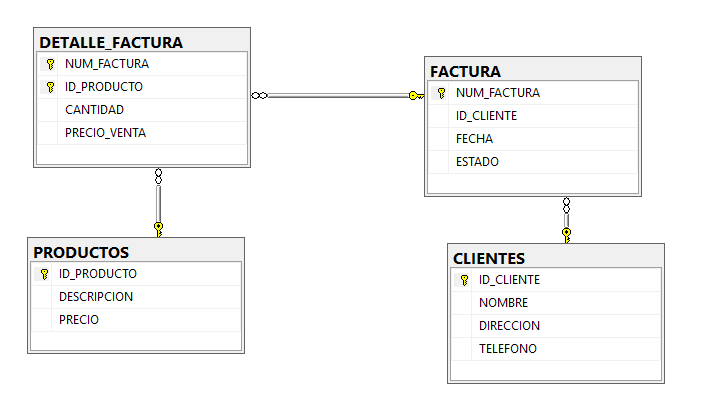 DETALLE_FACTURA
NUM_FACTURA
ID_PRODUCTO
CANTIDAD
PRECIO_VENTA
FACTURA
NUM_FACTURA
ID_CLIENTE
FECHA
ESTADO
PRODUCTOS
ID_PRODUCTO
DESCRIPCION
PRECIO
CLIENTES
ID_CLIENTE
NOMBRE
DIRECCION
TELEFONO